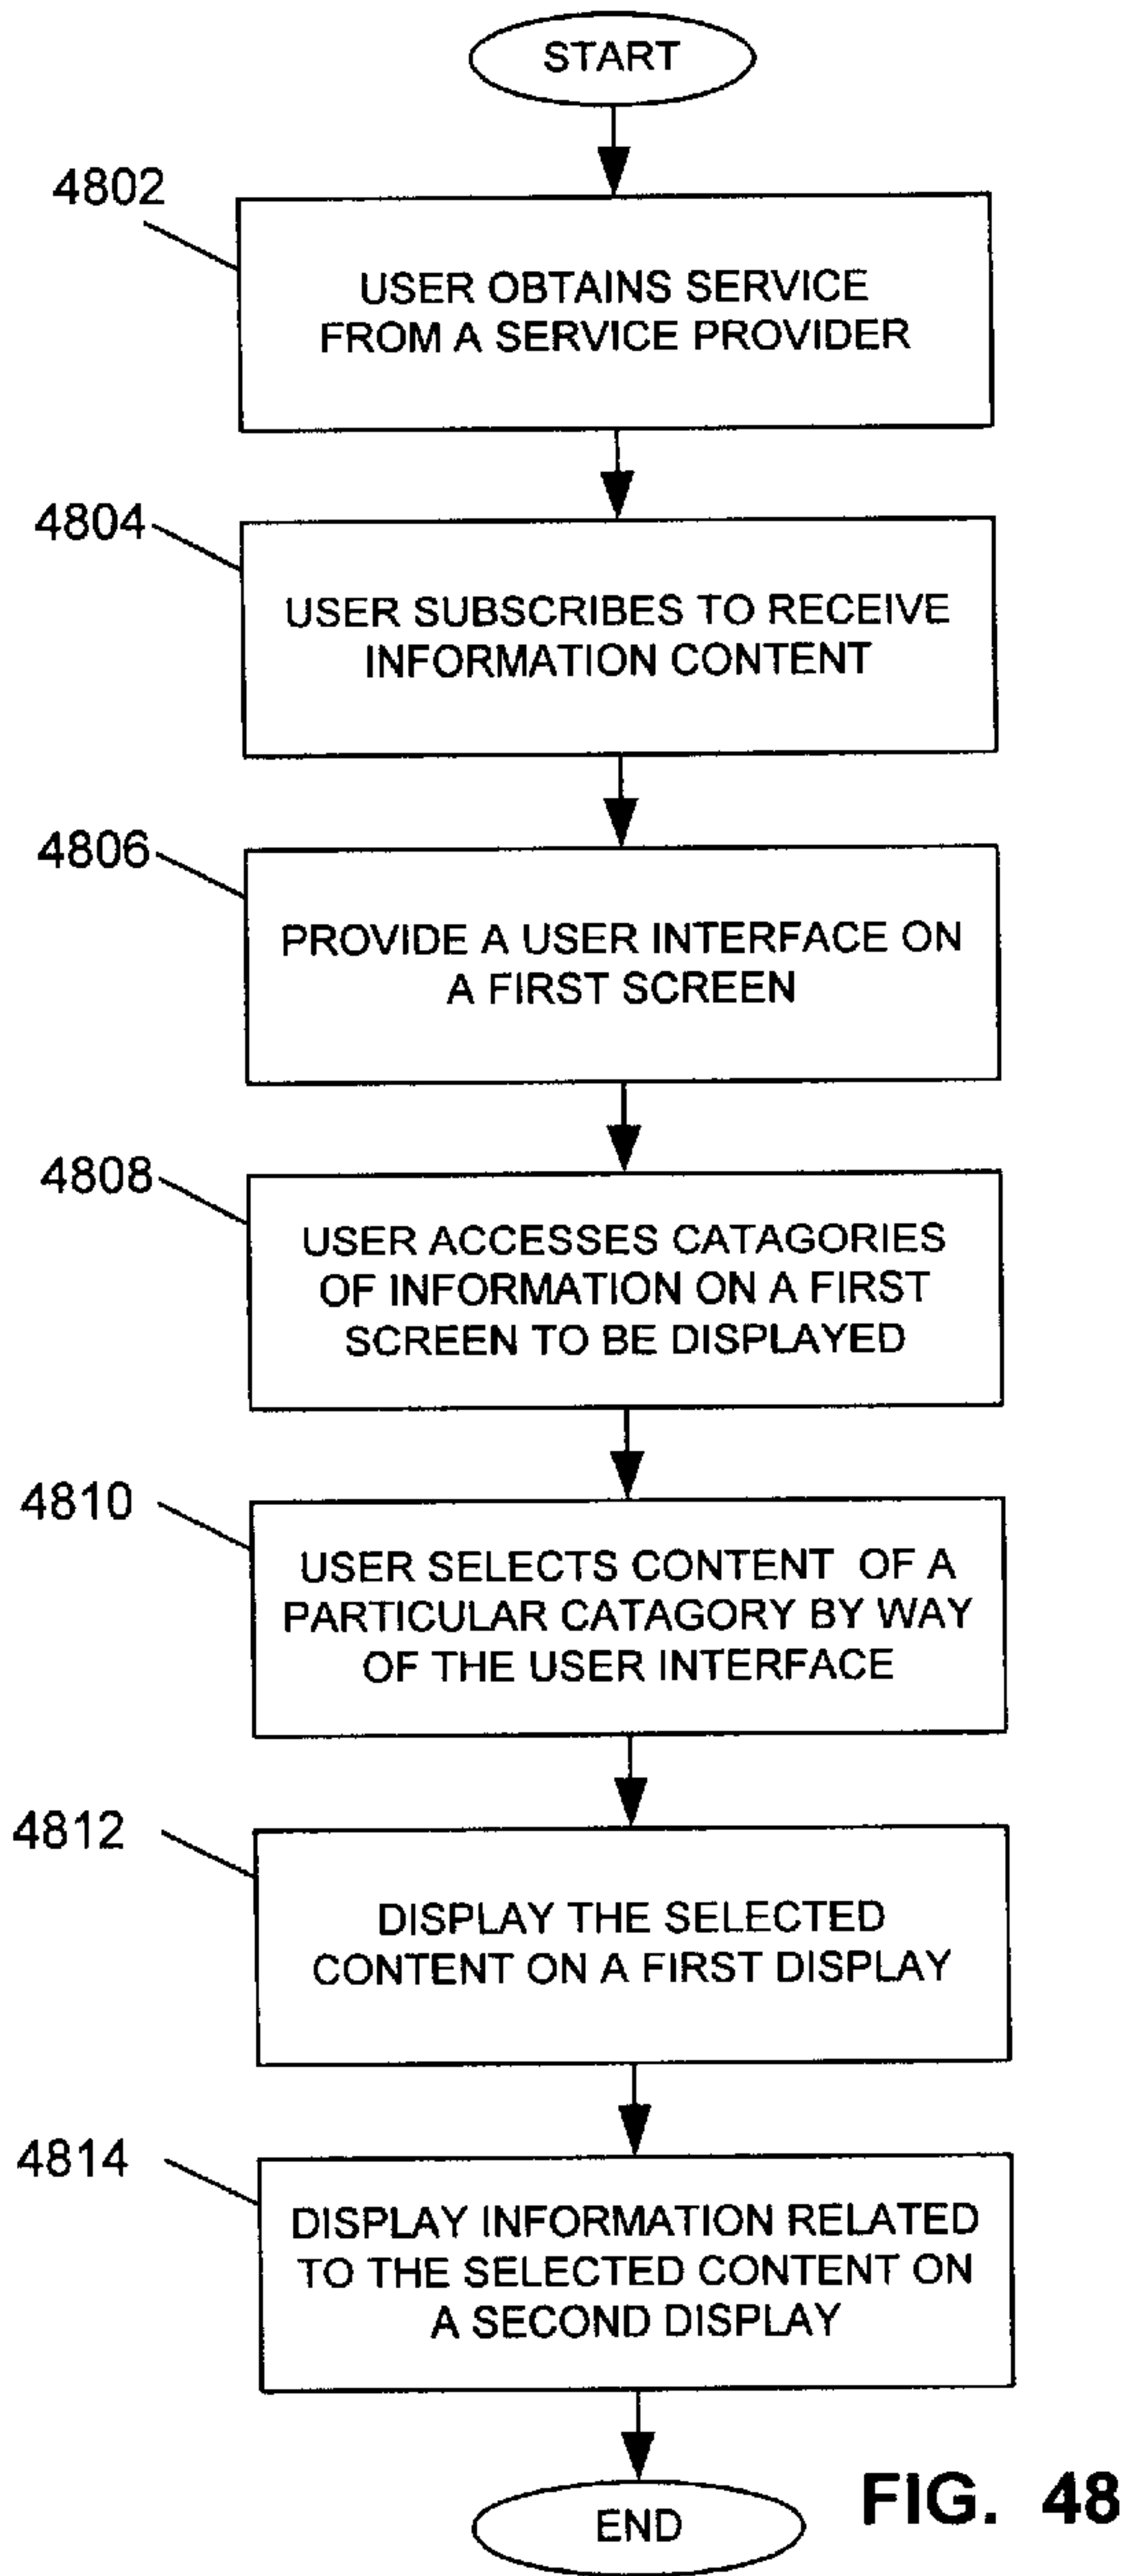 START
4802
USER OBTAINS SERVICE
FROM A SERVICE PROVIDER
4804
USER SUBSCRIBES TO RECEIVE
INFORMATION CONTENT
4806
PROVIDE A USER INTERFACE ON
A FIRST SCREEN
4808
USER ACCESSES CATAGORIES
OF INFORMATION ON A FIRST
SCREEN TO BE DISPLAYED
4810
USER SELECTS CONTENT OF A
PARTICULAR CATAGORY BY WAY
OF THE USER INTERFACE
4812
DISPLAY THE SELECTED
CONTENT ON A FIRST DISPLAY
4814
DISPLAY INFORMATION RELATED
TO THE SELECTED CONTENT ON
A SECOND DISPLAY
END
FIG. 48